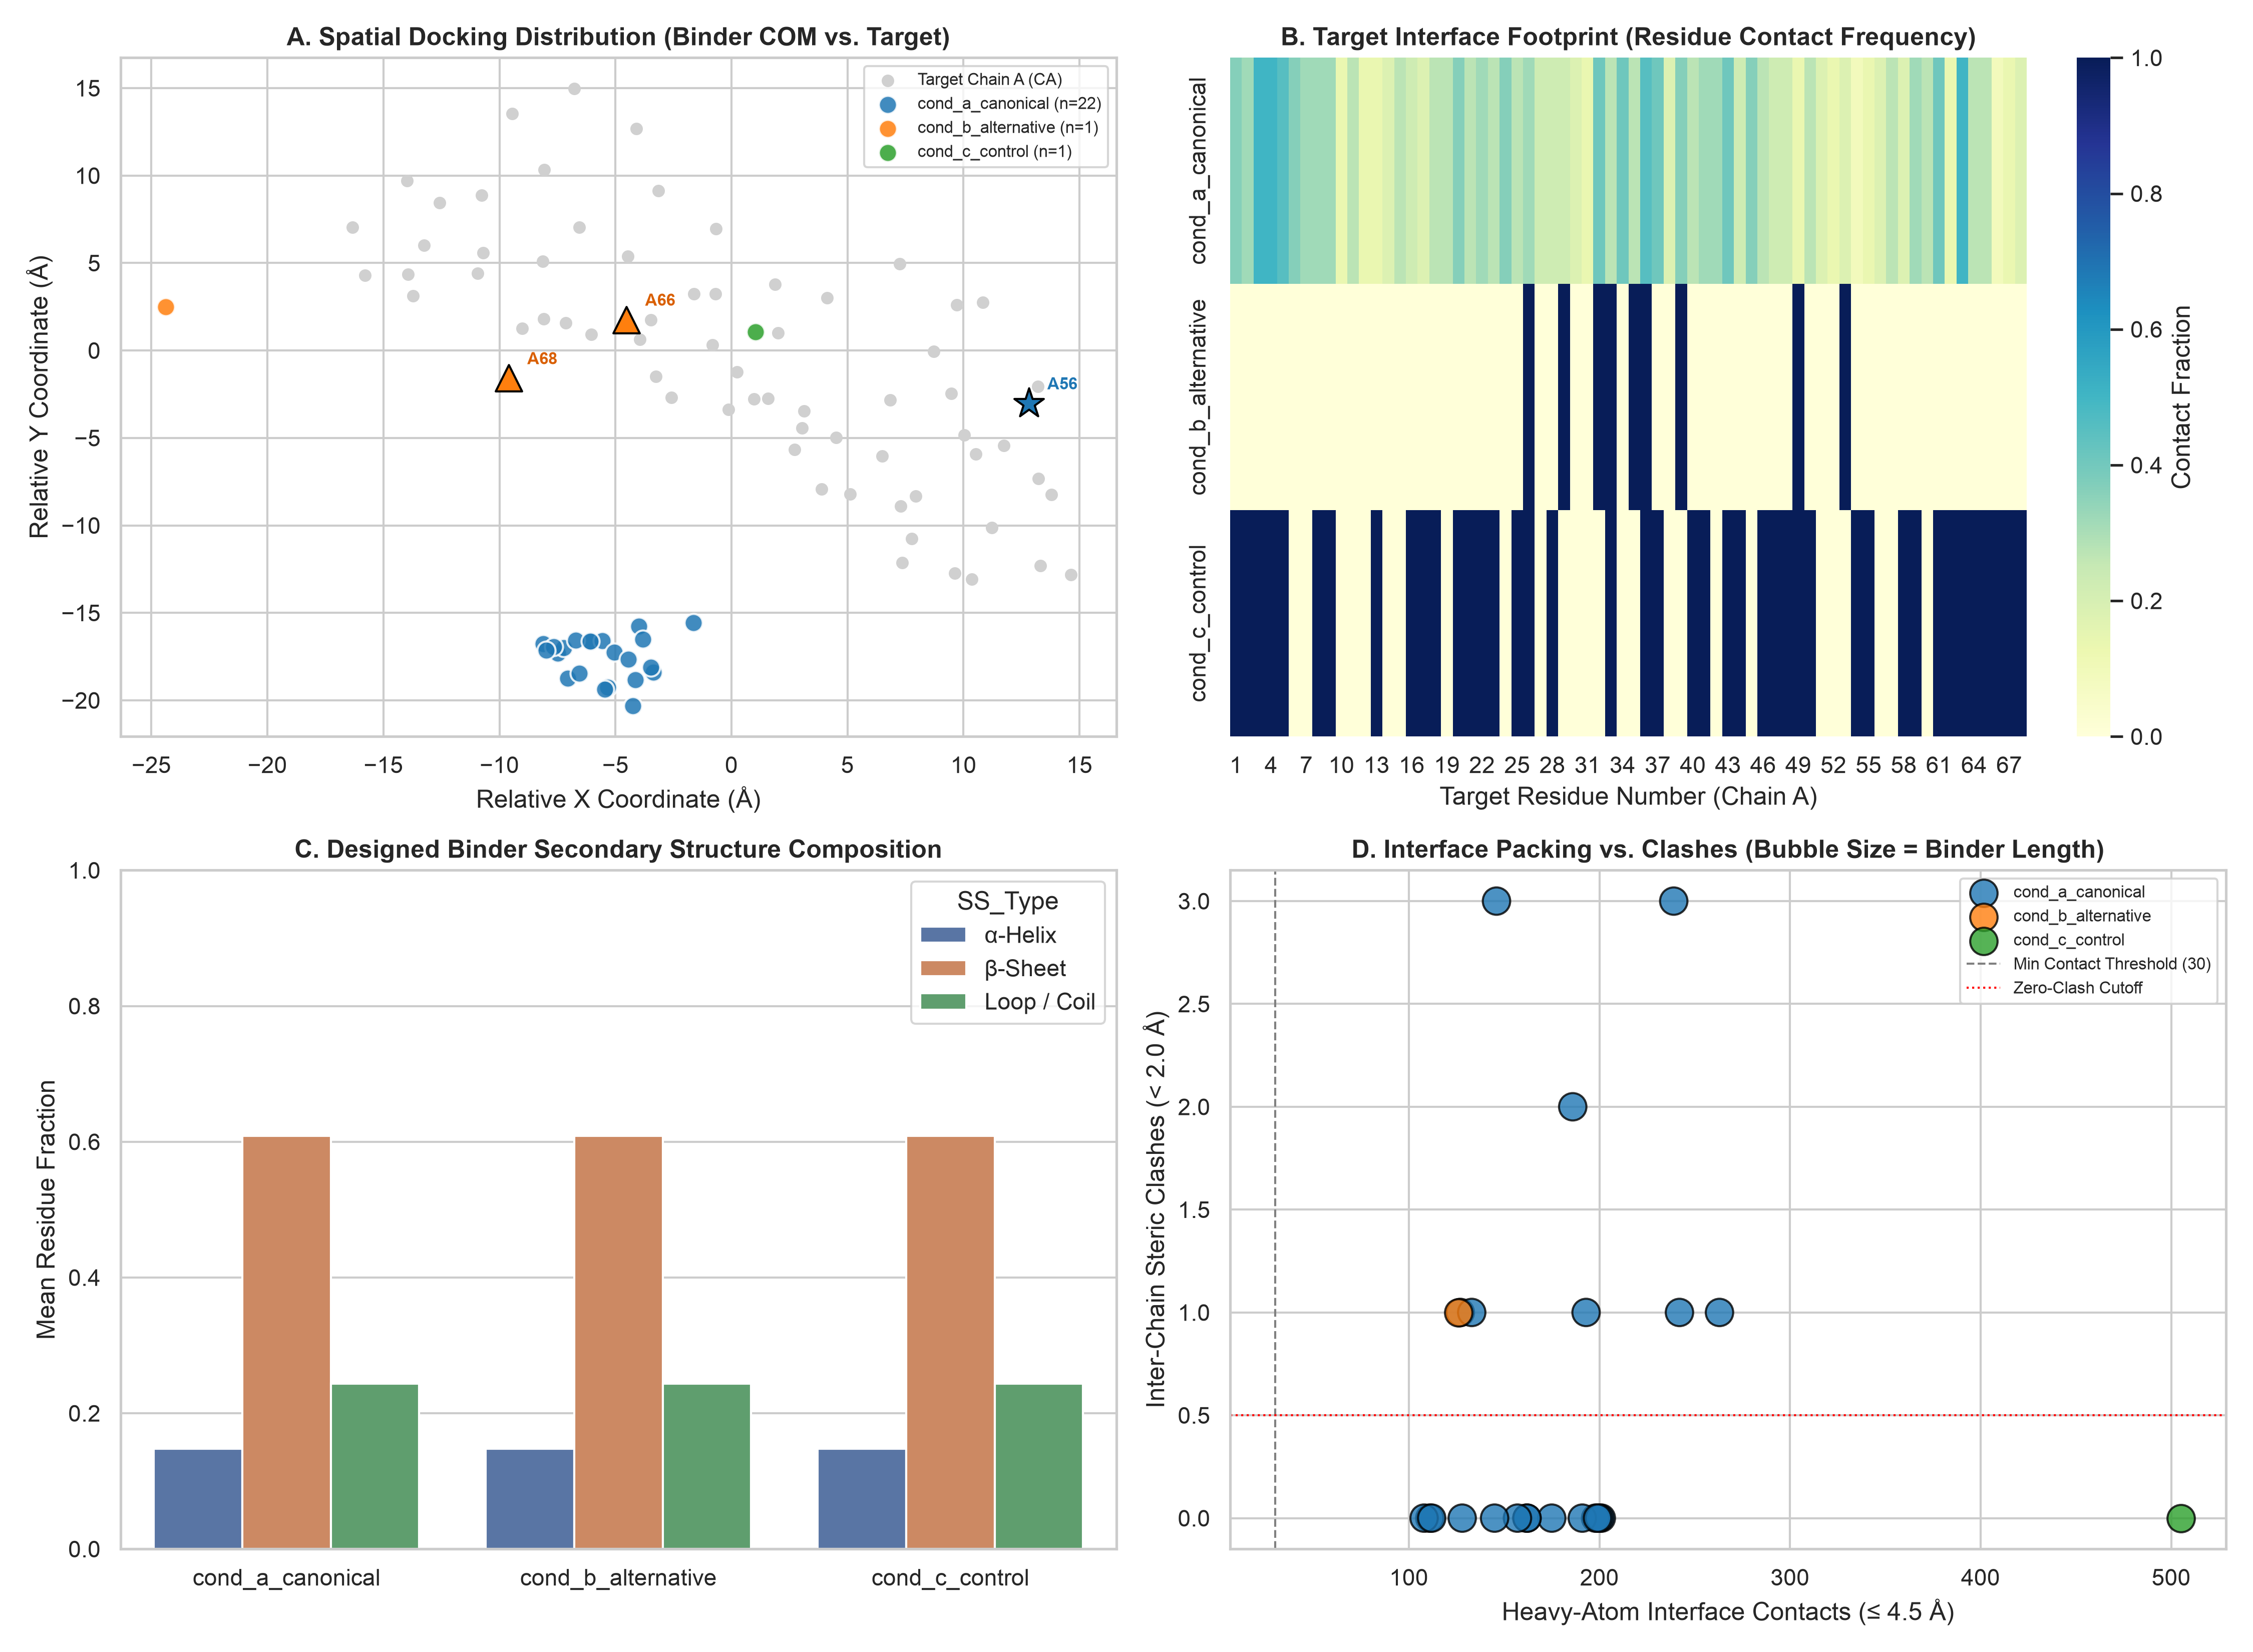 A. Spatial Docking Distribution (Binder COM vs. Target)
Target Chain A (CA)
cond_a_canonical (n=22)
cond_b_alternative (n=1)
cond_c_control (n=1)
A66
A68
A56
15
10
5
0
−5
−10
−15
−20
Relative Y Coordinate (Å)
−25 −20 −15 −10 −5 0 5 10 15
Relative X Coordinate (Å)
B. Target Interface Footprint (Residue Contact Frequency)
cond_a_canonical
cond_b_alternative
cond_c_control
1 4 7 10 13 16 19 22 25 28 31 34 37 40 43 46 49 52 55 58 61 64 67
Target Residue Number (Chain A)
1.0
0.8
0.6
0.4
0.2
0.0
Contact Fraction
C. Designed Binder Secondary Structure Composition
SS_Type
α-Helix
β-Sheet
Loop / Coil
1.0
0.8
0.6
0.4
0.2
0.0
Mean Residue Fraction
cond_a_canonical cond_b_alternative cond_c_control
D. Interface Packing vs. Clashes (Bubble Size = Binder Length)
cond_a_canonical
cond_b_alternative
cond_c_control
Min Contact Threshold (30)
Zero-Clash Cutoff
3.0
2.5
2.0
1.5
1.0
0.5
0.0
Inter-Chain Steric Clashes (< 2.0 Å)
100 200 300 400 500
Heavy-Atom Interface Contacts (≤ 4.5 Å)